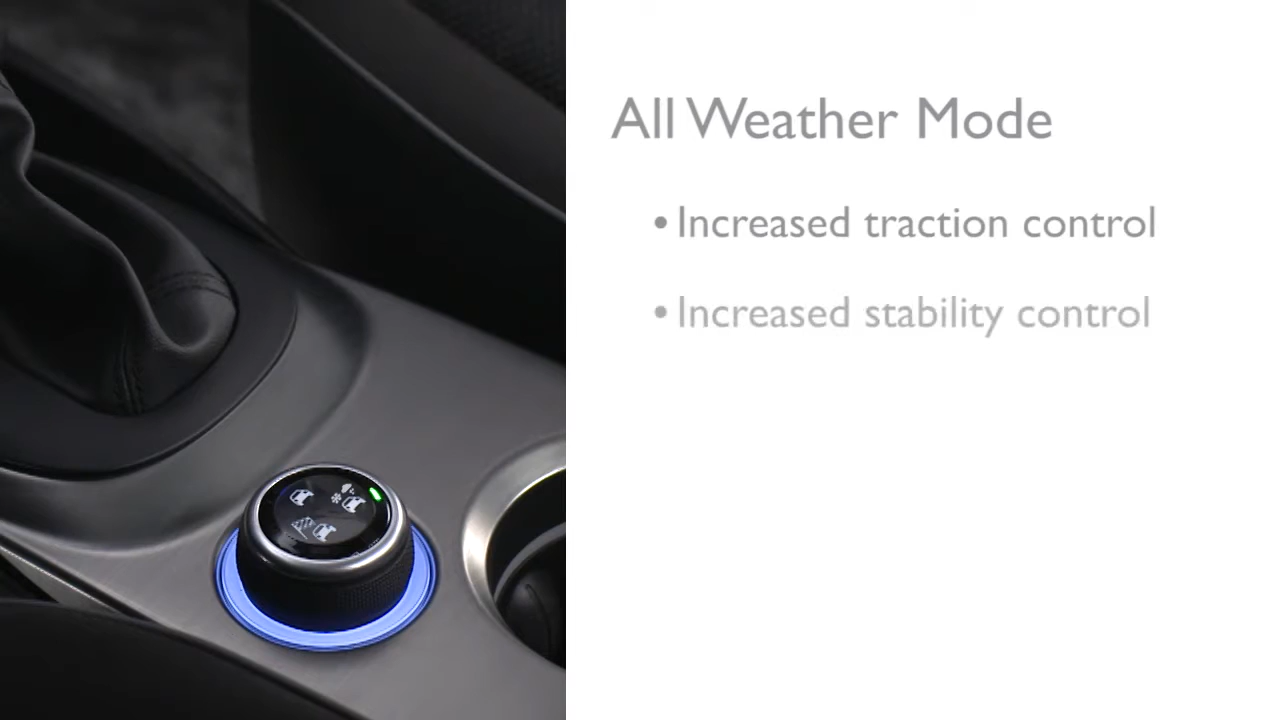 All Weather Mode
• Increased traction control
• Increased stability control